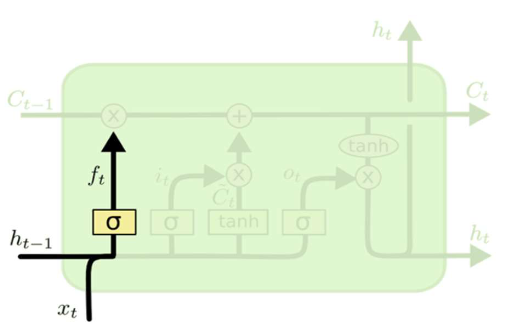 h_t
C_{t-1} × + C_t
tanh
f_t i_t × o_t ×
C̃_t
σ σ tanh σ
h_{t-1} h_t
x_t